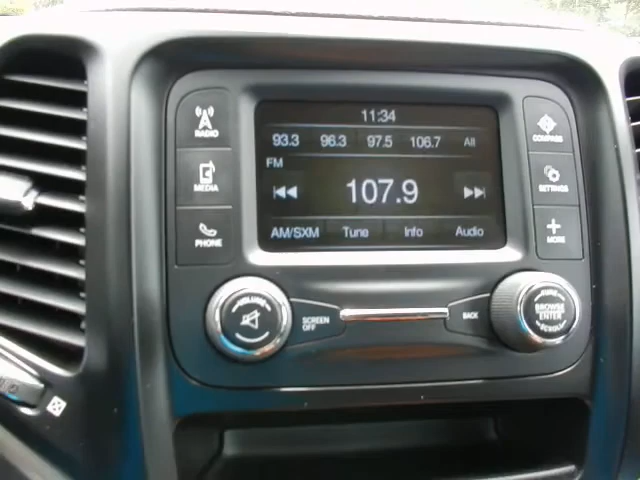 11:34
93.3 96.3 97.5 106.7 All
FM
107.9
AM/SXM Tune Info Audio
RADIO
MEDIA
PHONE
COMPASS
SETTINGS
MORE
SCREEN OFF
BACK
BROWSE
ENTER
SCROLL